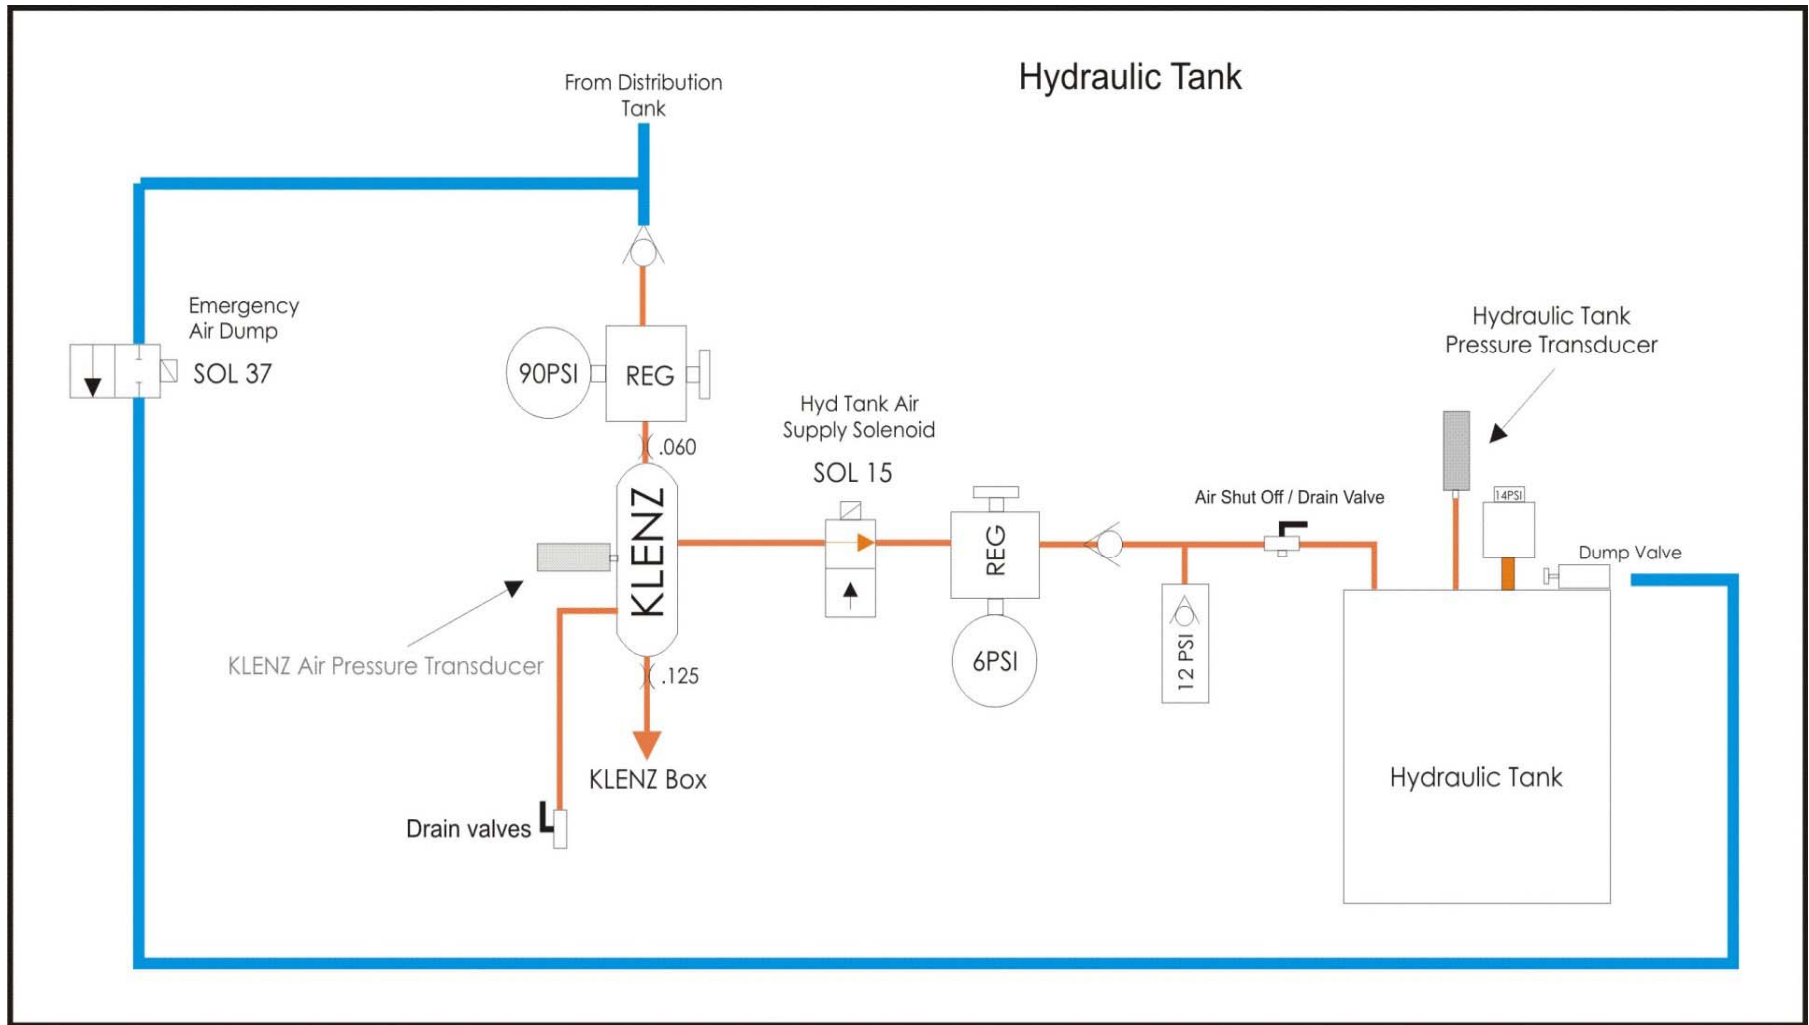 Hydraulic Tank
From Distribution
Tank
Emergency
Air Dump
SOL 37
90PSI
REG
.060
Hyd Tank Air
Supply Solenoid
SOL 15
KLENZ
REG
6PSI
Air Shut Off / Drain Valve
12 PSI
Hydraulic Tank
Pressure Transducer
14PSI
Dump Valve
KLENZ Air Pressure Transducer
.125
KLENZ Box
Drain valves
Hydraulic Tank